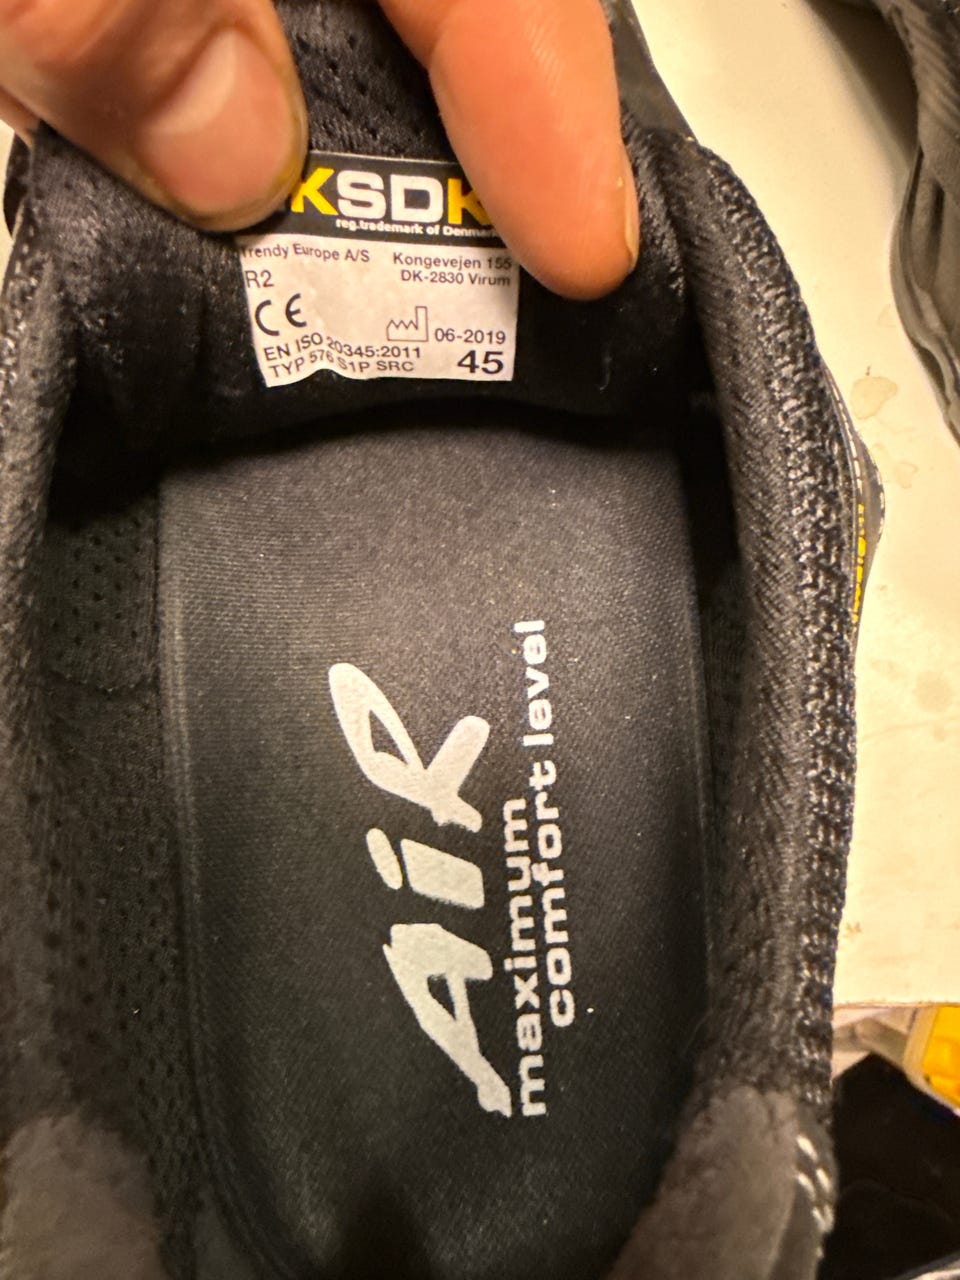 KSDK
reg.trademark of Denmark
Trendy Europe A/S Kongevejen 155
R2 DK-2830 Virum
CE
06-2019
EN ISO 20345:2011
TYP 576 S1P SRC 45
AiR
maximum
comfort level